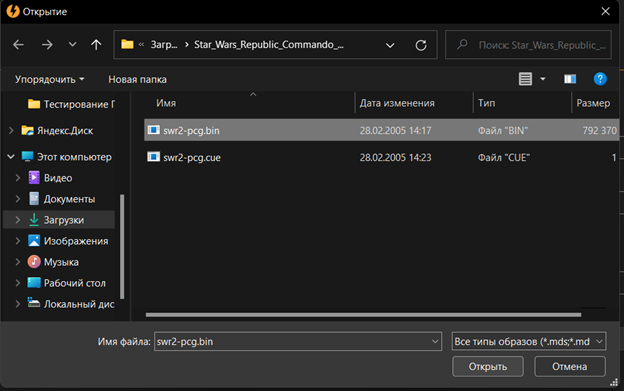 Открытие
« Загр... > Star_Wars_Republic_Commando_...
Поиск: Star_Wars_Republic_...
Упорядочить Новая папка
Тестирование Г
Яндекс.Диск
Этот компьютер
Видео
Документы
Загрузки
Изображения
Музыка
Рабочий стол
Локальный дис
Имя Дата изменения Тип Размер
swr2-pcg.bin 28.02.2005 14:17 Файл "BIN" 792 370
swr2-pcg.cue 28.02.2005 14:23 Файл "CUE" 1
Имя файла: swr2-pcg.bin Все типы образов (*.mds;*.md
Открыть Отмена